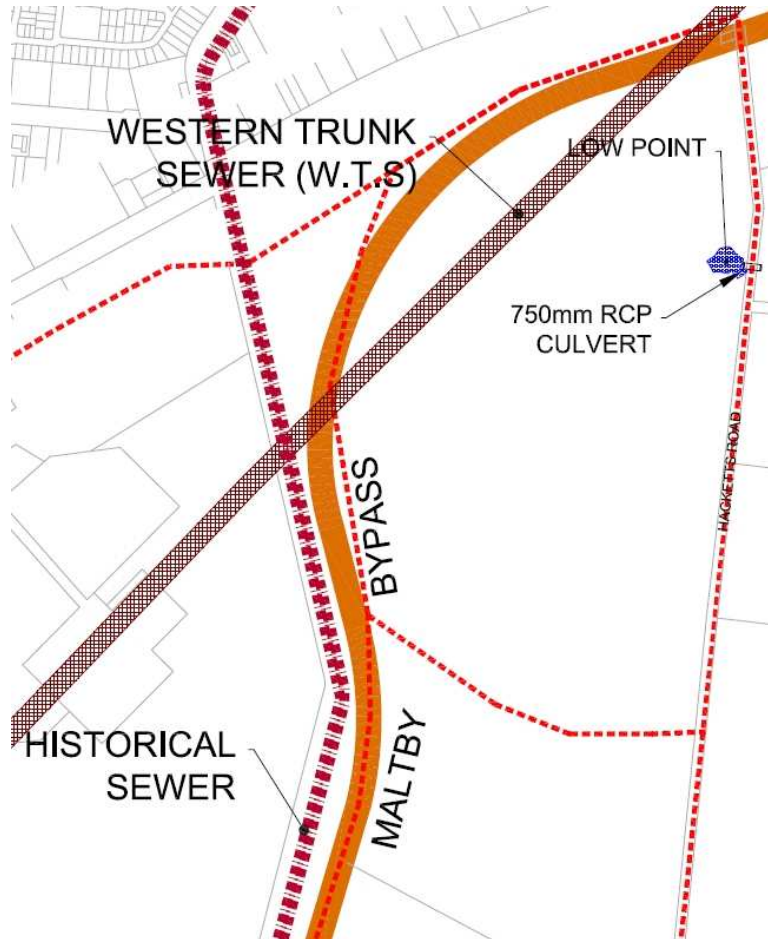 WESTERN TRUNK
SEWER (W.T.S)
LOW POINT
750mm RCP
CULVERT
HACKETTS ROAD
BYPASS
MALTBY
HISTORICAL
SEWER